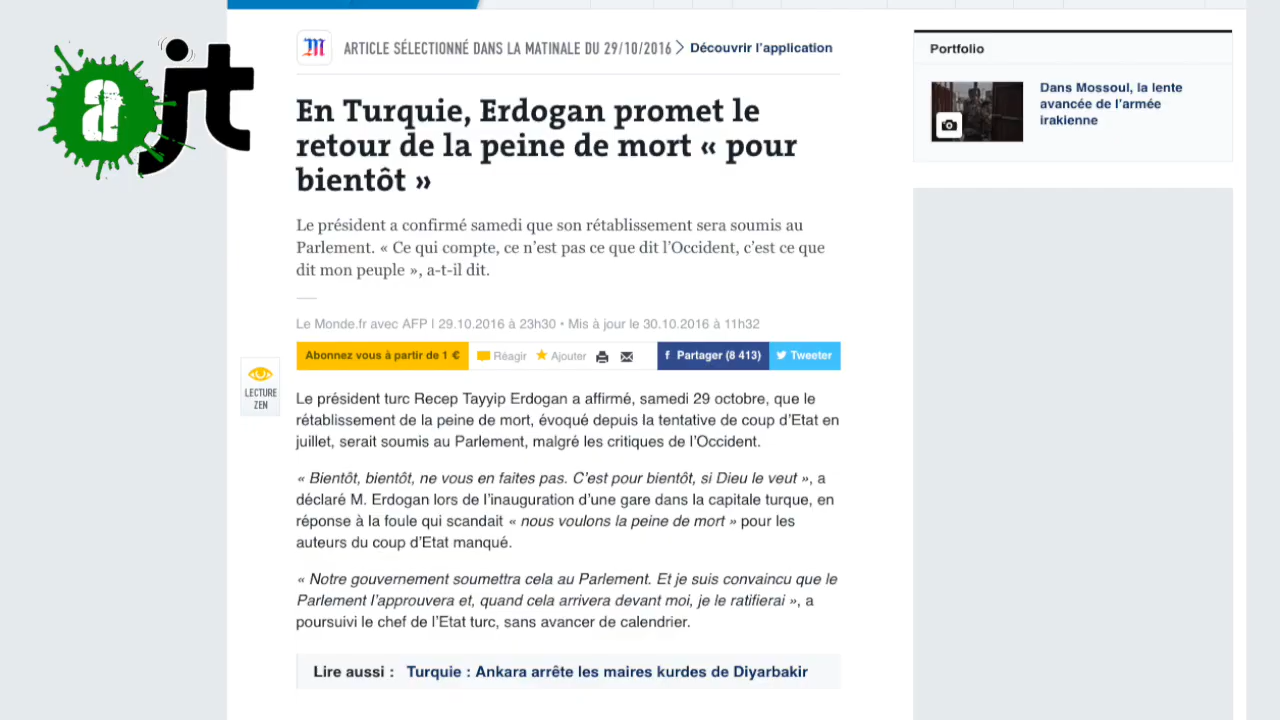 a jt
ARTICLE SÉLECTIONNÉ DANS LA MATINALE DU 29/10/2016 > Découvrir l'application
En Turquie, Erdogan promet le
retour de la peine de mort « pour
bientôt »
Le président a confirmé samedi que son rétablissement sera soumis au
Parlement. « Ce qui compte, ce n'est pas ce que dit l'Occident, c'est ce que
dit mon peuple », a-t-il dit.
Le Monde.fr avec AFP | 29.10.2016 à 23h30 • Mis à jour le 30.10.2016 à 11h32
Abonnez vous à partir de 1 € Réagir Ajouter f Partager (8 413) Tweeter
LECTURE
ZEN
Le président turc Recep Tayyip Erdogan a affirmé, samedi 29 octobre, que le
rétablissement de la peine de mort, évoqué depuis la tentative de coup d'Etat en
juillet, serait soumis au Parlement, malgré les critiques de l'Occident.
« Bientôt, bientôt, ne vous en faites pas. C'est pour bientôt, si Dieu le veut », a
déclaré M. Erdogan lors de l'inauguration d'une gare dans la capitale turque, en
réponse à la foule qui scandait « nous voulons la peine de mort » pour les
auteurs du coup d'Etat manqué.
« Notre gouvernement soumettra cela au Parlement. Et je suis convaincu que le
Parlement l'approuvera et, quand cela arrivera devant moi, je le ratifierai », a
poursuivi le chef de l'Etat turc, sans avancer de calendrier.
Lire aussi : Turquie : Ankara arrête les maires kurdes de Diyarbakir
Portfolio
Dans Mossoul, la lente
avancée de l'armée
irakienne